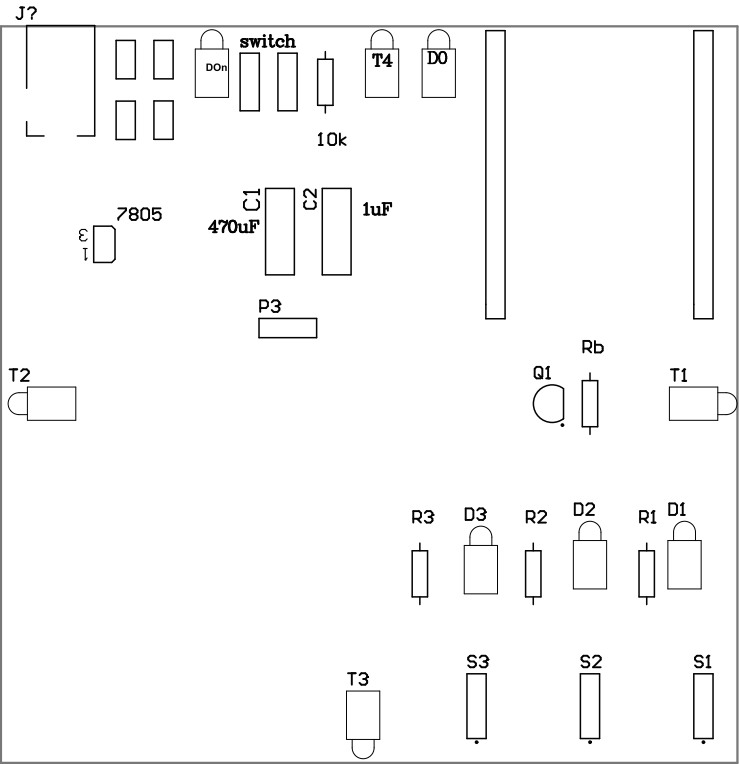 J?
switch
DOn
T4
D0
10k
C1
C2
470uF
1uF
7805
3
1
P3
Rb
T2
Q1
T1
R3
D3
R2
D2
R1
D1
T3
S3
S2
S1